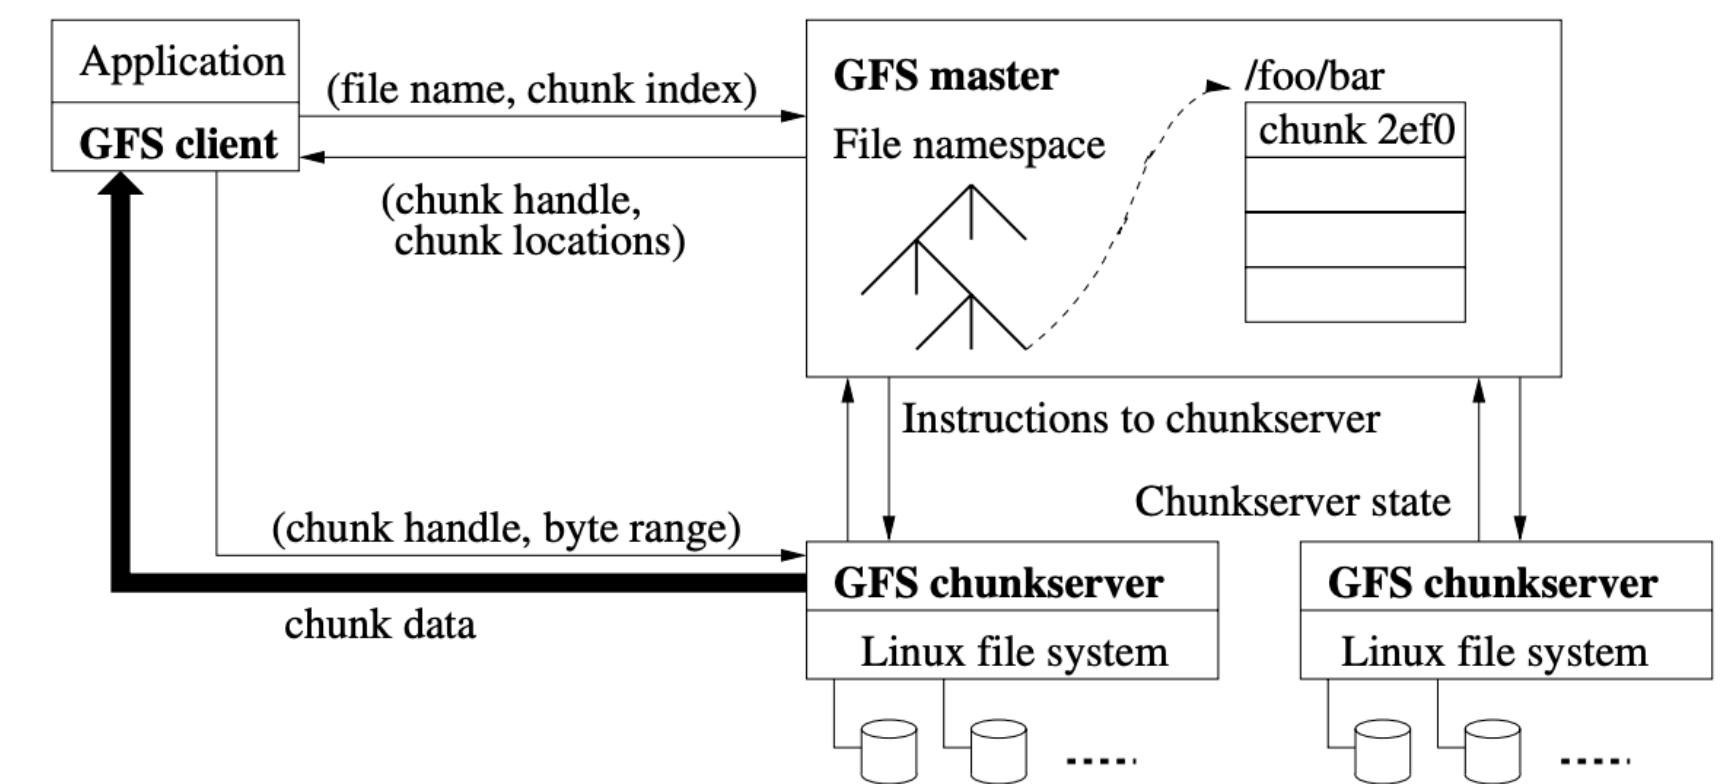 Application
GFS client
(file name, chunk index)
(chunk handle,
chunk locations)
GFS master
File namespace
/foo/bar
chunk 2ef0
Instructions to chunkserver
Chunkserver state
(chunk handle, byte range)
chunk data
GFS chunkserver
Linux file system
GFS chunkserver
Linux file system